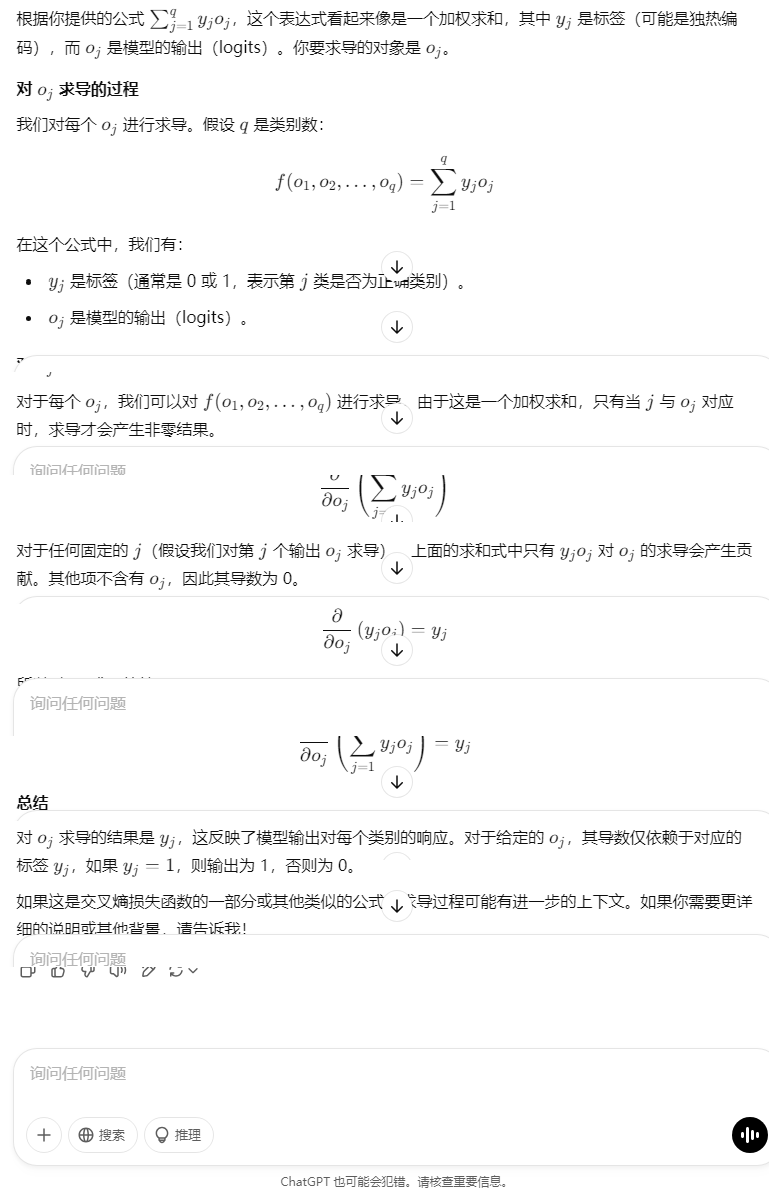 根据你提供的公式 $\sum_{j=1}^{q} y_j o_j$，这个表达式看起来像是一个加权求和，其中 $y_j$ 是标签（可能是独热编
码），而 $o_j$ 是模型的输出（logits）。你要求导的对象是 $o_j$。
对 $o_j$ 求导的过程
我们对每个 $o_j$ 进行求导。假设 $q$ 是类别数：
$f(o_1, o_2, \ldots, o_q) = \sum_{j=1}^{q} y_j o_j$
在这个公式中，我们有：
• $y_j$ 是标签（通常是 0 或 1，表示第 $j$ 类是否为正确类别）。
• $o_j$ 是模型的输出（logits）。
对于每个 $o_j$，我们可以对 $f(o_1, o_2, \ldots, o_q)$ 进行求导。由于这是一个加权求和，只有当 $j$ 与 $o_j$ 对应
时，求导才会产生非零结果。
询问任何问题
$\frac{\partial}{\partial o_j} \left( \sum_{j=} y_j o_j \right)$
对于任何固定的 $j$（假设我们对第 $j$ 个输出 $o_j$ 求导），上面的求和式中只有 $y_j o_j$ 对 $o_j$ 的求导会产生贡
献。其他项不含有 $o_j$，因此其导数为 0。
$\frac{\partial}{\partial o_j} (y_j o_j) = y_j$
询问任何问题
$\overline{\partial o_j} \left( \sum_{j=1} y_j o_j \right) = y_j$
总结
对 $o_j$ 求导的结果是 $y_j$，这反映了模型输出对每个类别的响应。对于给定的 $o_j$，其导数仅依赖于对应的
标签 $y_j$，如果 $y_j = 1$，则输出为 1，否则为 0。
如果这是交叉熵损失函数的一部分或其他类似的公式，求导过程可能有进一步的上下文。如果你需要更详
细的说明或其他背景，请告诉我！
询问任何问题
询问任何问题
搜索 推理
ChatGPT 也可能会犯错。请核查重要信息。